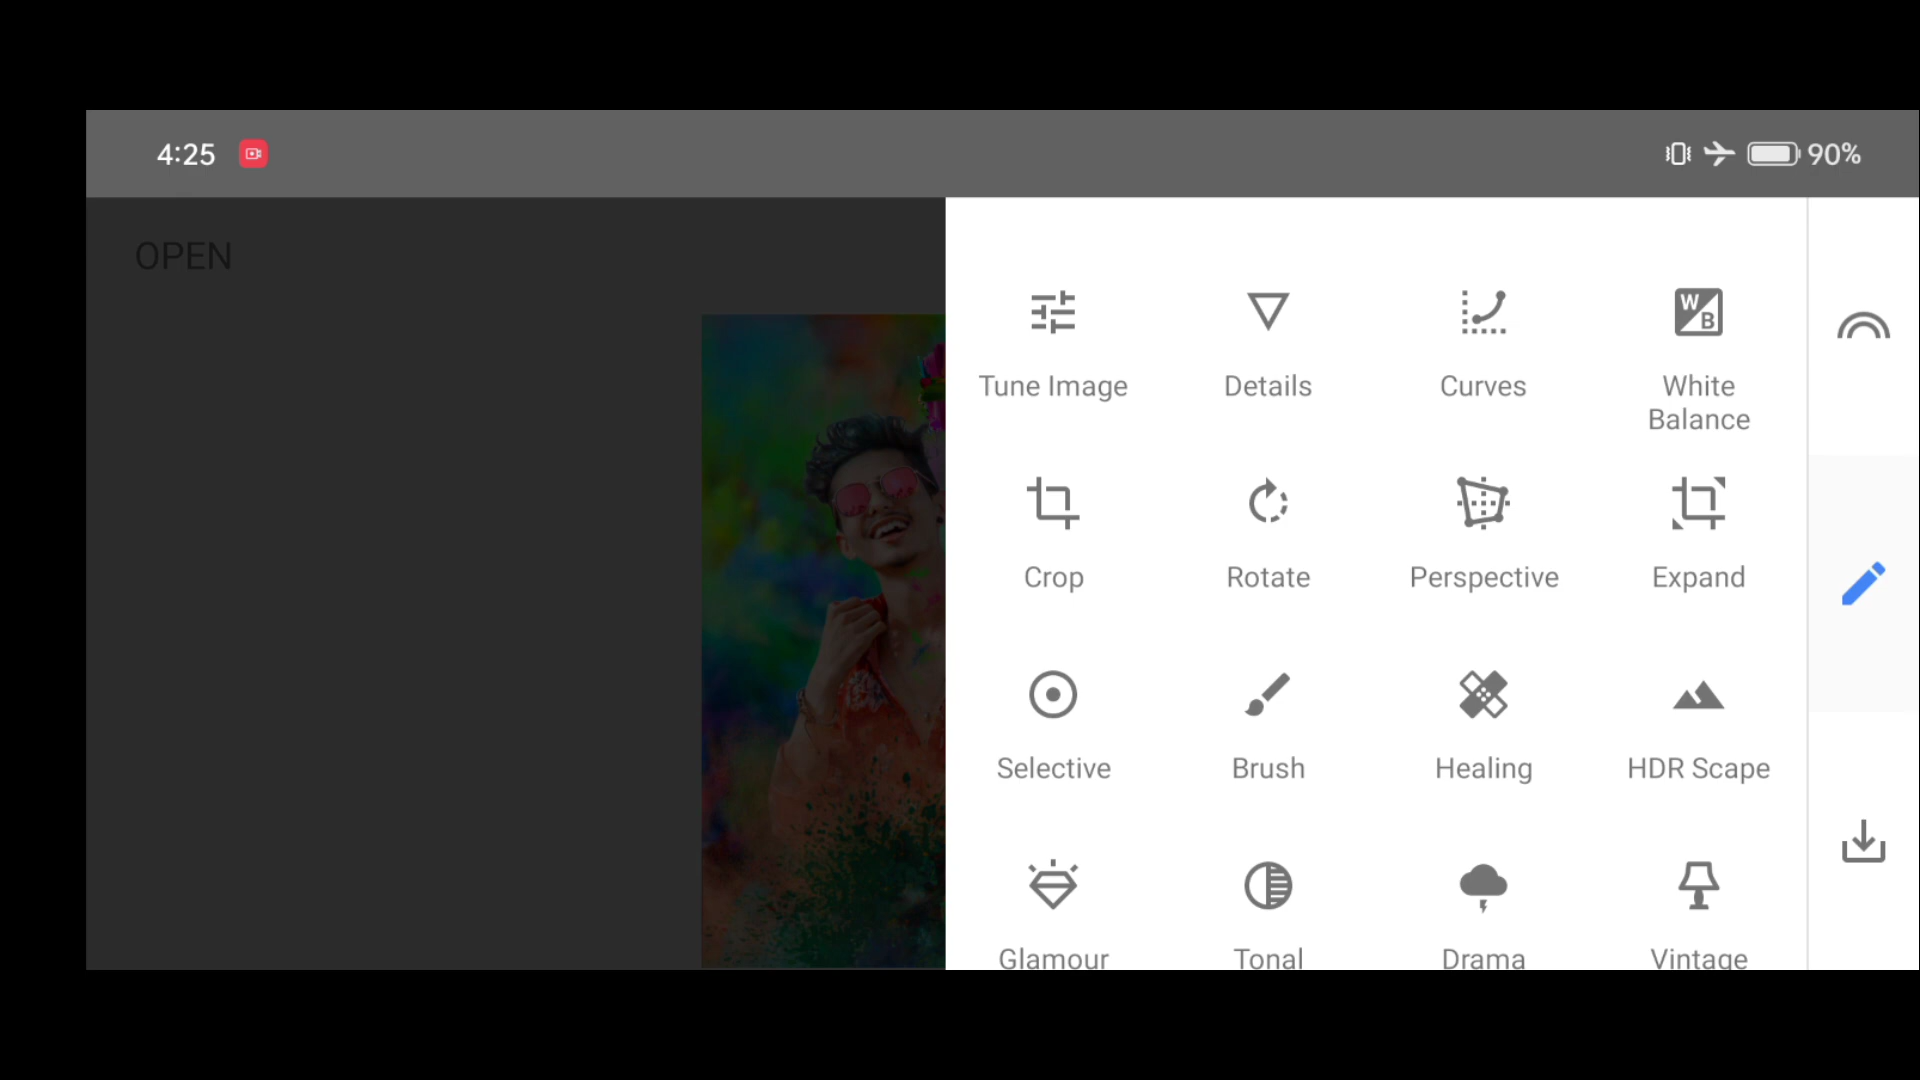 4:25
90%
OPEN
Tune Image
Details
Curves
White
Balance
Crop
Rotate
Perspective
Expand
Selective
Brush
Healing
HDR Scape
Glamour
Tonal
Drama
Vintage